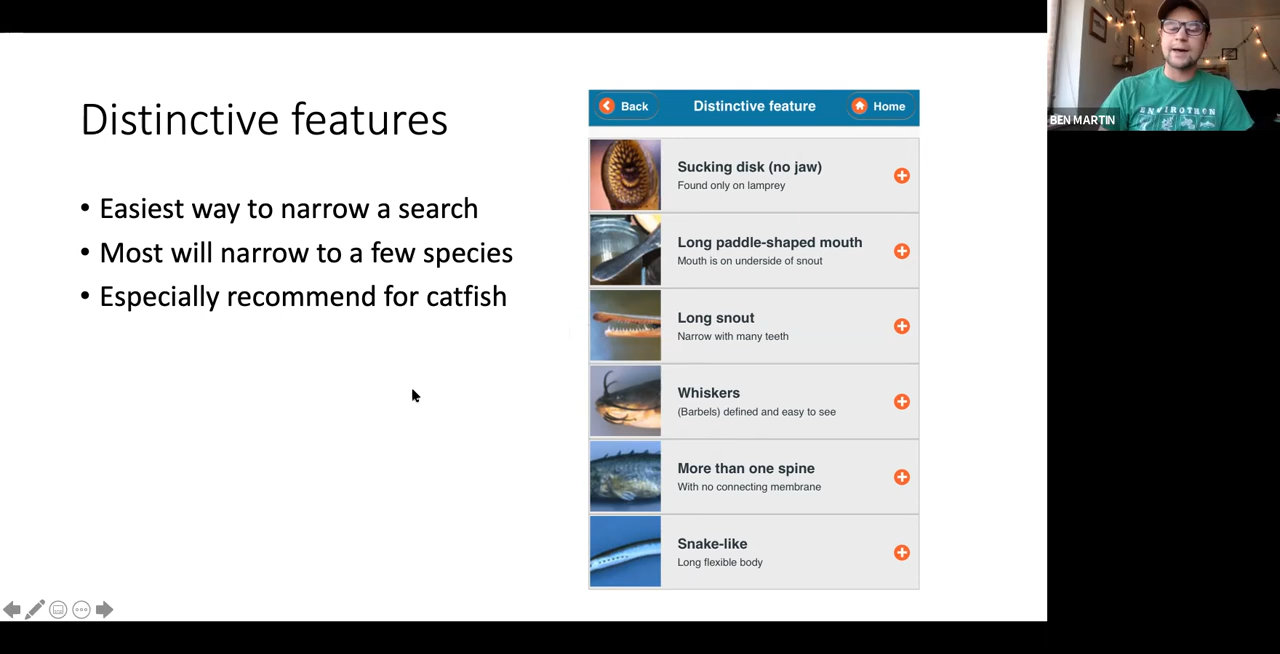 Distinctive features
• Easiest way to narrow a search
• Most will narrow to a few species
• Especially recommend for catfish
Back
Distinctive feature
Home
Sucking disk (no jaw)
Found only on lamprey
Long paddle-shaped mouth
Mouth is on underside of snout
Long snout
Narrow with many teeth
Whiskers
(Barbels) defined and easy to see
More than one spine
With no connecting membrane
Snake-like
Long flexible body
ENVIROTHON
BEN MARTIN